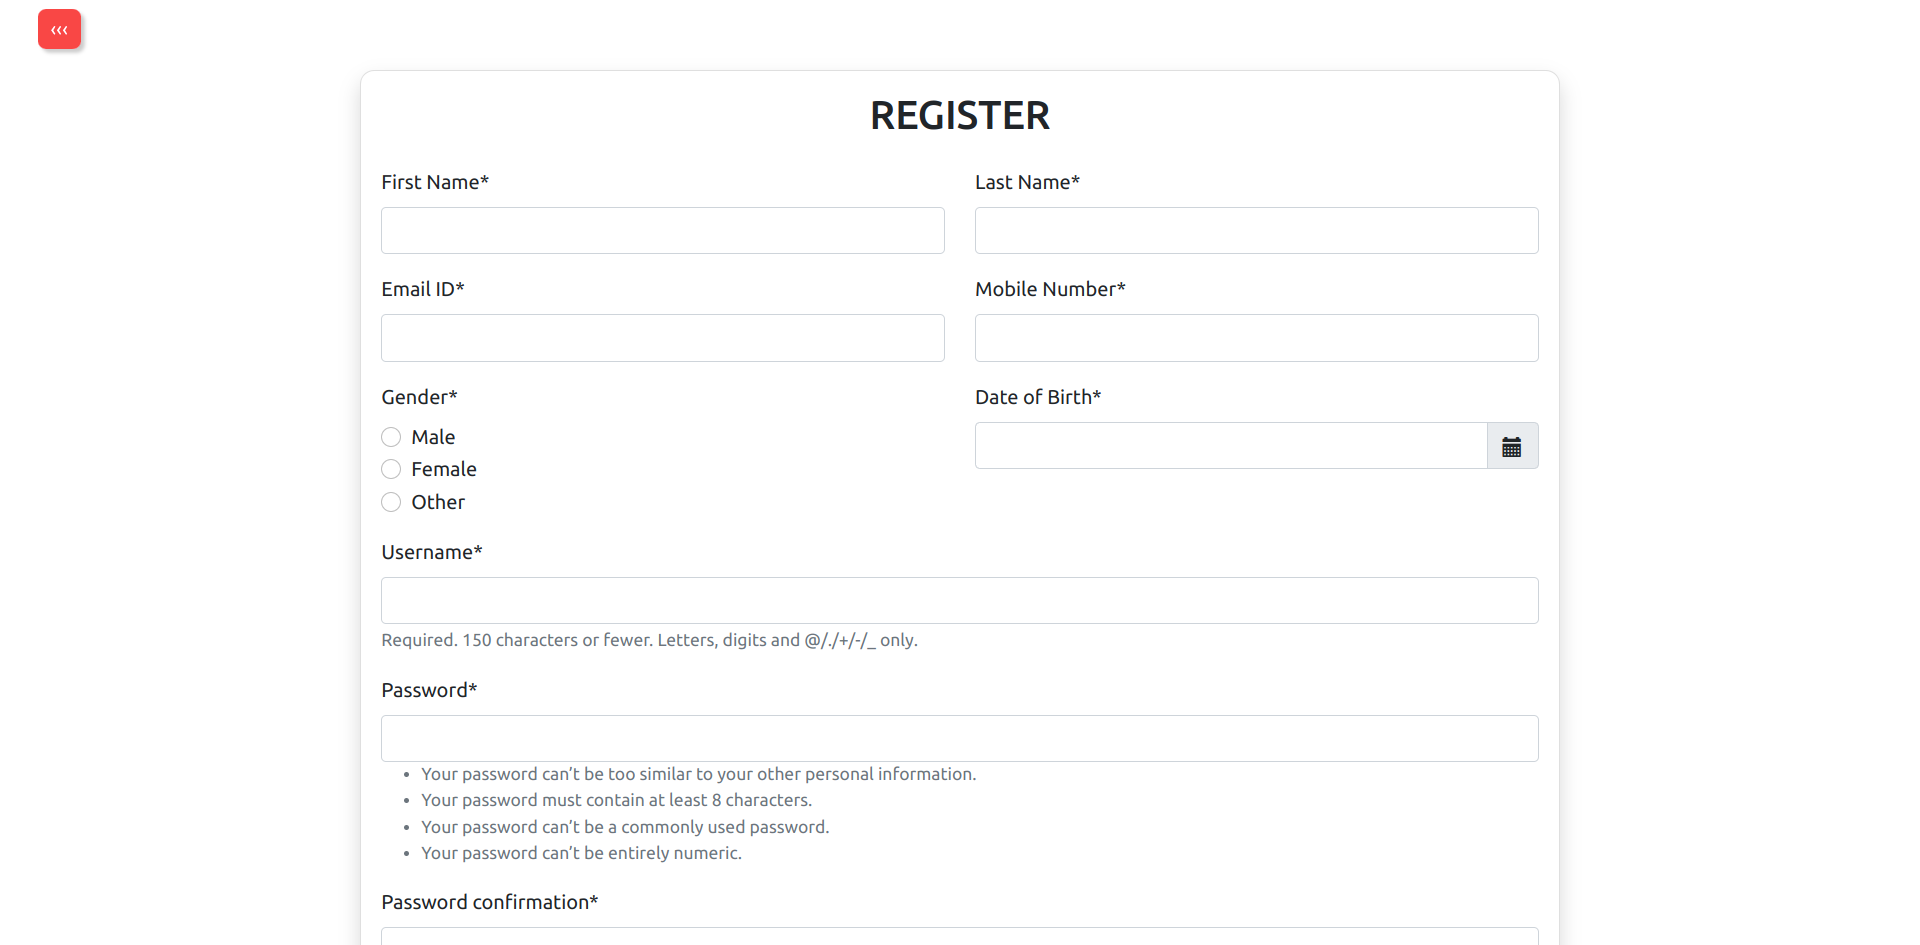 ‹‹‹
REGISTER
First Name*
Last Name*
Email ID*
Mobile Number*
Gender*
Date of Birth*
Male
Female
Other
Username*
Required. 150 characters or fewer. Letters, digits and @/./+/-/_ only.
Password*
• Your password can’t be too similar to your other personal information.
• Your password must contain at least 8 characters.
• Your password can’t be a commonly used password.
• Your password can’t be entirely numeric.
Password confirmation*